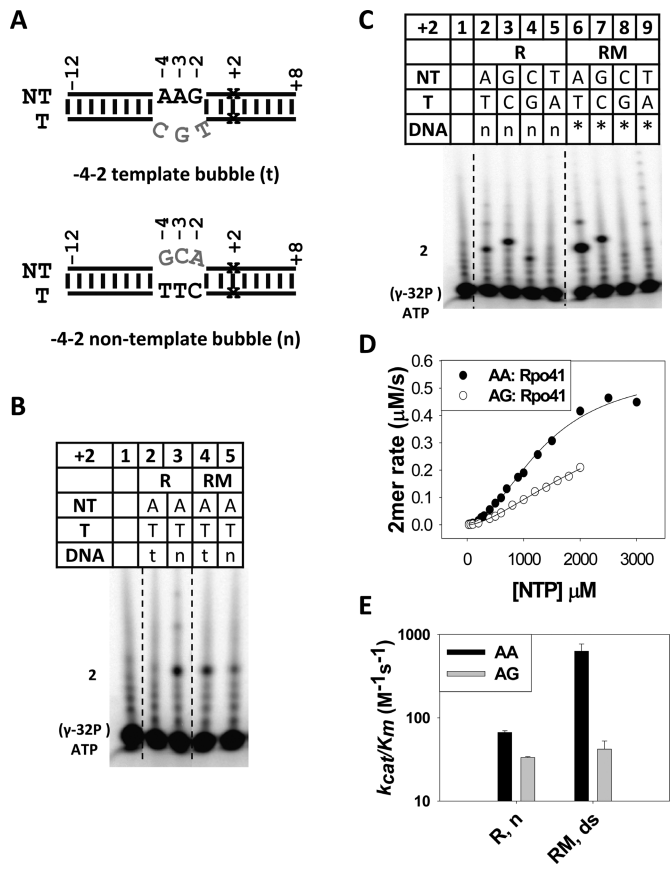 A
-12
-4
-3
-2
+2
+8
NT
AAG
X
T
X
C G T
-4-2 template bubble (t)
-12
-4
-3
-2
+2
+8
GCA
NT
X
T
TTC
X
-4-2 non-template bubble (n)
B
+2 1 2 3 4 5
R RM
NT A A A A
T T T T T
DNA t n t n
2
(γ-32P)
ATP
C
+2 1 2 3 4 5 6 7 8 9
R RM
NT A G C T A G C T
T T C G A T C G A
DNA n n n n * * * *
2
(γ-32P)
ATP
D
0.6
0.5
0.4
0.3
0.2
0.1
0.0
2mer rate (µM/s)
AA: Rpo41
AG: Rpo41
0 1000 2000 3000
[NTP] µM
E
1000
100
10
kcat/Km (M-1s-1)
AA
AG
R, n
RM, ds